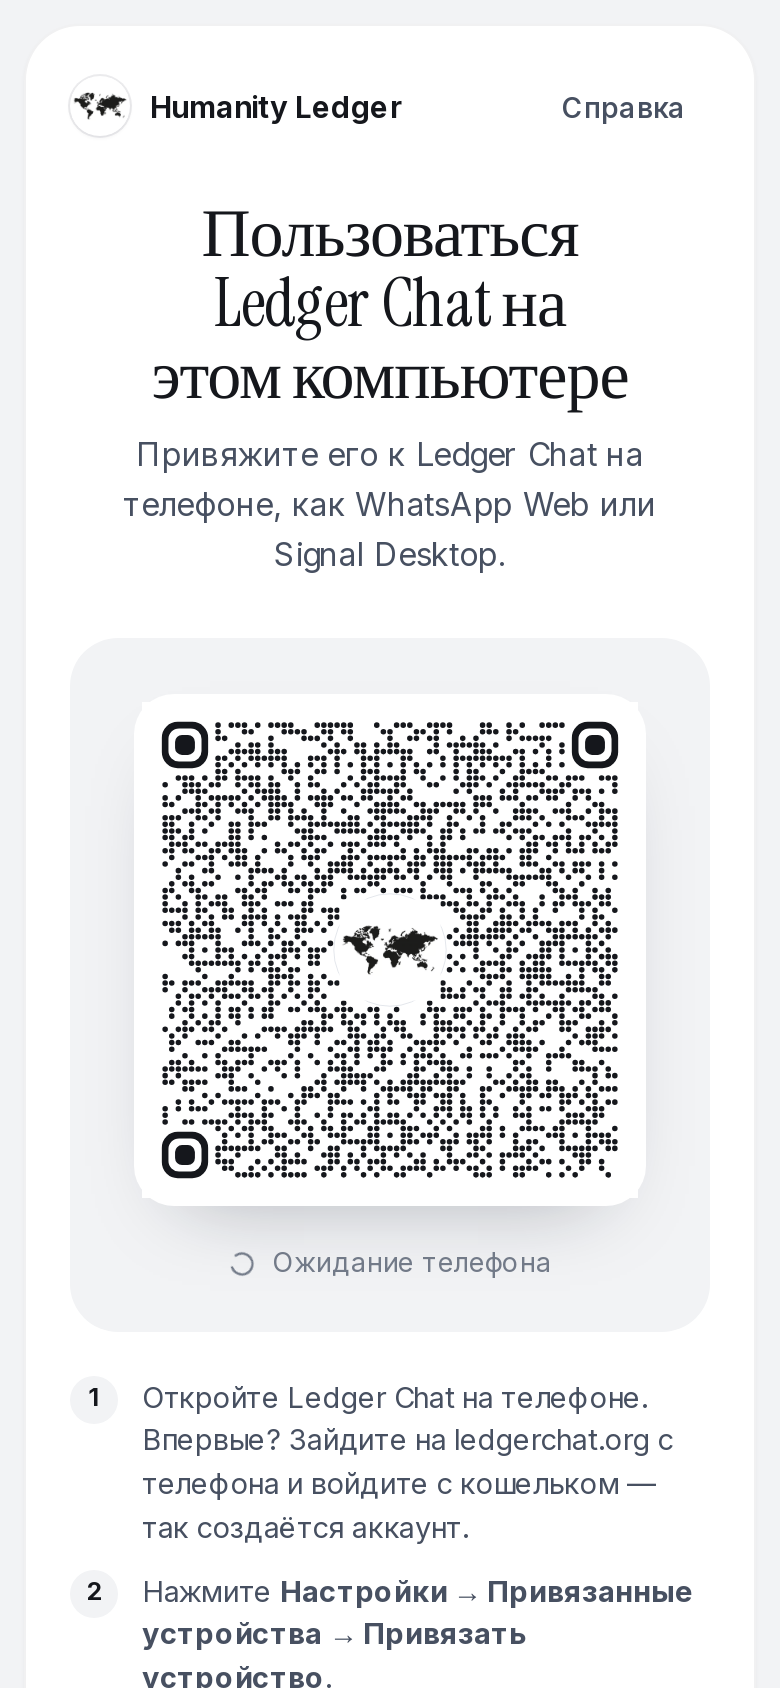 Humanity Ledger
Справка
Пользоваться
Ledger Chat на
этом компьютере
Привяжите его к Ledger Chat на
телефоне, как WhatsApp Web или
Signal Desktop.
Ожидание телефона
1
Откройте Ledger Chat на телефоне.
Впервые? Зайдите на ledgerchat.org с
телефона и войдите с кошельком —
так создаётся аккаунт.
2
Нажмите Настройки → Привязанные
устройства → Привязать
устройство.